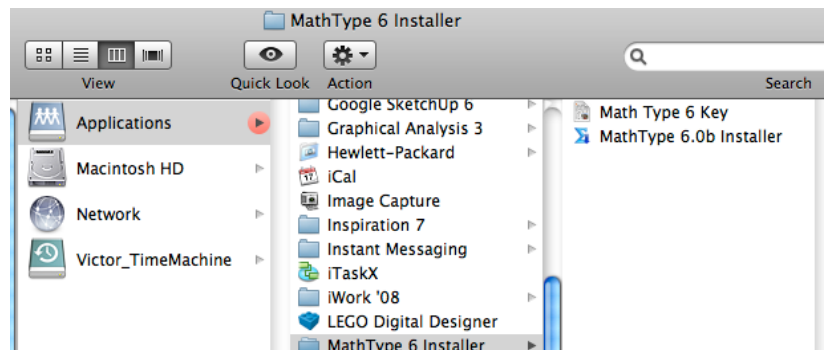 MathType 6 Installer
View
Quick Look
Action
Search
Applications
Macintosh HD
Network
Victor_TimeMachine
Google SketchUp 6
Graphical Analysis 3
Hewlett-Packard
17
iCal
Image Capture
Inspiration 7
Instant Messaging
iTaskX
iWork '08
LEGO Digital Designer
MathType 6 Installer
Math Type 6 Key
MathType 6.0b Installer